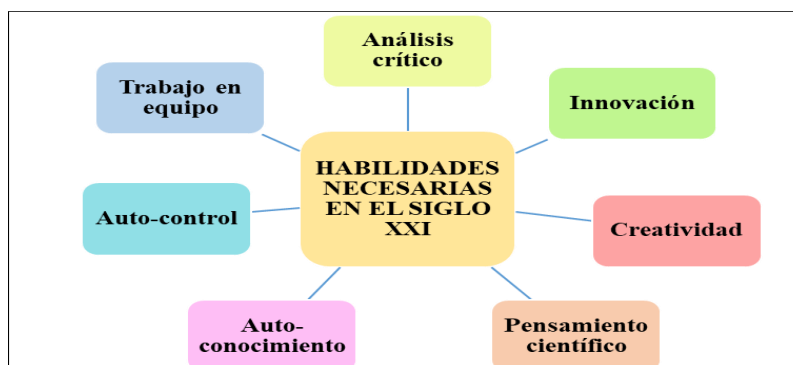 Análisis
crítico
Trabajo en
equipo
Innovación
HABILIDADES
NECESARIAS
EN EL SIGLO
XXI
Auto-control
Creatividad
Auto-
conocimiento
Pensamiento
científico